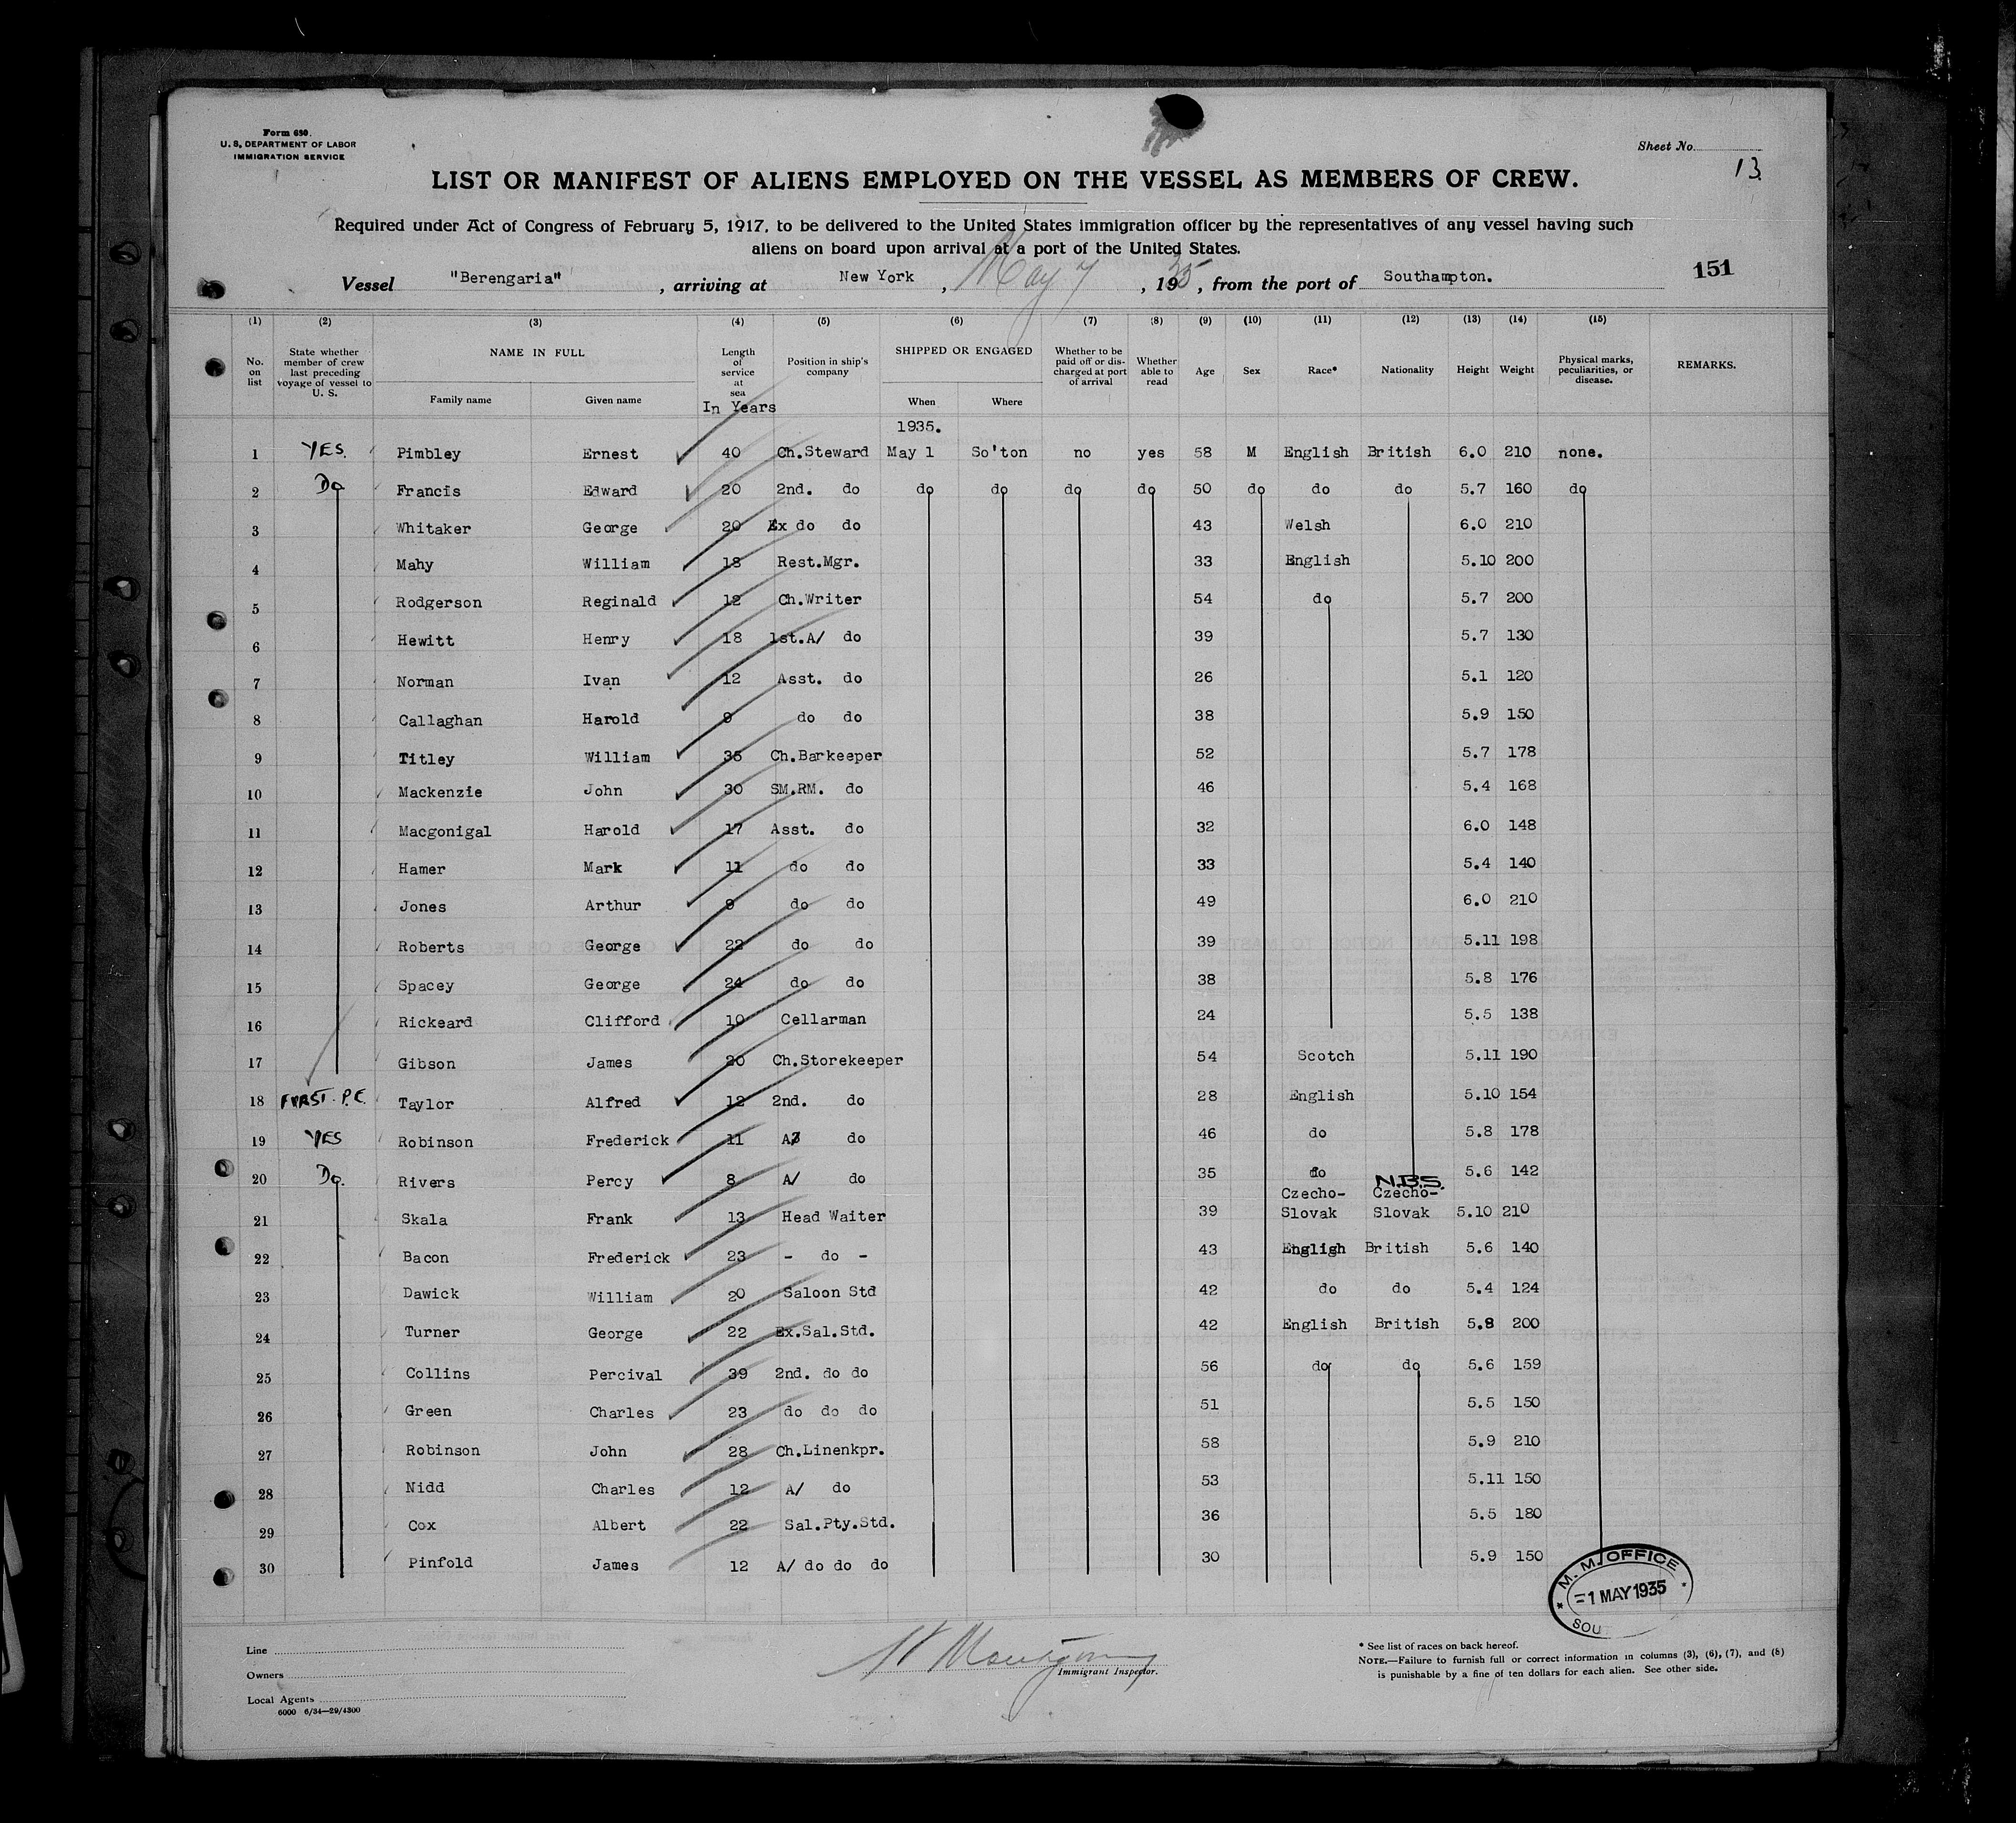 Form 680.
U. S. DEPARTMENT OF LABOR
IMMIGRATION SERVICE
Sheet No.
13
LIST OR MANIFEST OF ALIENS EMPLOYED ON THE VESSEL AS MEMBERS OF CREW.
Required under Act of Congress of February 5, 1917, to be delivered to the United States immigration officer by the representatives of any vessel having such
aliens on board upon arrival at a port of the United States.
Vessel "Berengaria" , arriving at New York , May 7 , 1935 , from the port of Southampton. 151
(1) (2) (3) (4) (5) (6) (7) (8) (9) (10) (11) (12) (13) (14) (15)
No. on list State whether member of crew last preceding voyage of vessel to U. S. NAME IN FULL Family name Given name Length of service at sea In Years Position in ship's company SHIPPED OR ENGAGED When Where Whether to be paid off or discharged at port of arrival Whether able to read Age Sex Race* Nationality Height Weight Physical marks, peculiarities, or disease. REMARKS.
1935.
1 YES. Pimbley Ernest 40 Ch.Steward May 1 So'ton no yes 58 M English British 6.0 210 none.
2 Do Francis Edward 20 2nd. do do do do do 50 do do do 5.7 160 do
3 Whitaker George 20 Ex do do 43 Welsh 6.0 210
4 Mahy William 18 Rest.Mgr. 33 English 5.10 200
5 Rodgerson Reginald 12 Ch.Writer 54 do 5.7 200
6 Hewitt Henry 18 1st.A/ do 39 5.7 130
7 Norman Ivan 12 Asst. do 26 5.1 120
8 Callaghan Harold 9 do do 38 5.9 150
9 Titley William 35 Ch.Barkeeper 52 5.7 178
10 Mackenzie John 30 SM.RM. do 46 5.4 168
11 Macgonigal Harold 17 Asst. do 32 6.0 148
12 Hamer Mark 11 do do 33 5.4 140
13 Jones Arthur 9 do do 49 6.0 210
14 Roberts George 22 do do 39 5.11 198
15 Spacey George 24 do do 38 5.8 176
16 Rickeard Clifford 10 Cellarman 24 5.5 138
17 Gibson James 20 Ch.Storekeeper 54 Scotch 5.11 190
18 FIRST. P.E. Taylor Alfred 12 2nd. do 28 English 5.10 154
19 YES Robinson Frederick 11 A/ do 46 do 5.8 178
20 Do. Rivers Percy 8 A/ do 35 do N.B.S. 5.6 142
Czecho- Czecho-
21 Skala Frank 13 Head Waiter 39 Slovak Slovak 5.10 210
22 Bacon Frederick 23 - do - 43 English British 5.6 140
23 Dawick William 20 Saloon Std 42 do do 5.4 124
24 Turner George 22 Ex.Sal.Std. 42 English British 5.8 200
25 Collins Percival 39 2nd. do do 56 do do 5.6 159
26 Green Charles 23 do do do 51 5.5 150
27 Robinson John 28 Ch.Linenkpr. 58 5.9 210
28 Nidd Charles 12 A/ do 53 5.11 150
29 Cox Albert 22 Sal.Pty.Std. 36 5.5 180
30 Pinfold James 12 A/ do do do 30 5.9 150
M. M. OFFICE
-1 MAY 1935
SOU
Line
Owners
Local Agents
6000 6/34—29/4300
Immigrant Inspector.
* See list of races on back hereof.
NOTE.—Failure to furnish full or correct information in columns (3), (6), (7), and (8)
is punishable by a fine of ten dollars for each alien. See other side.